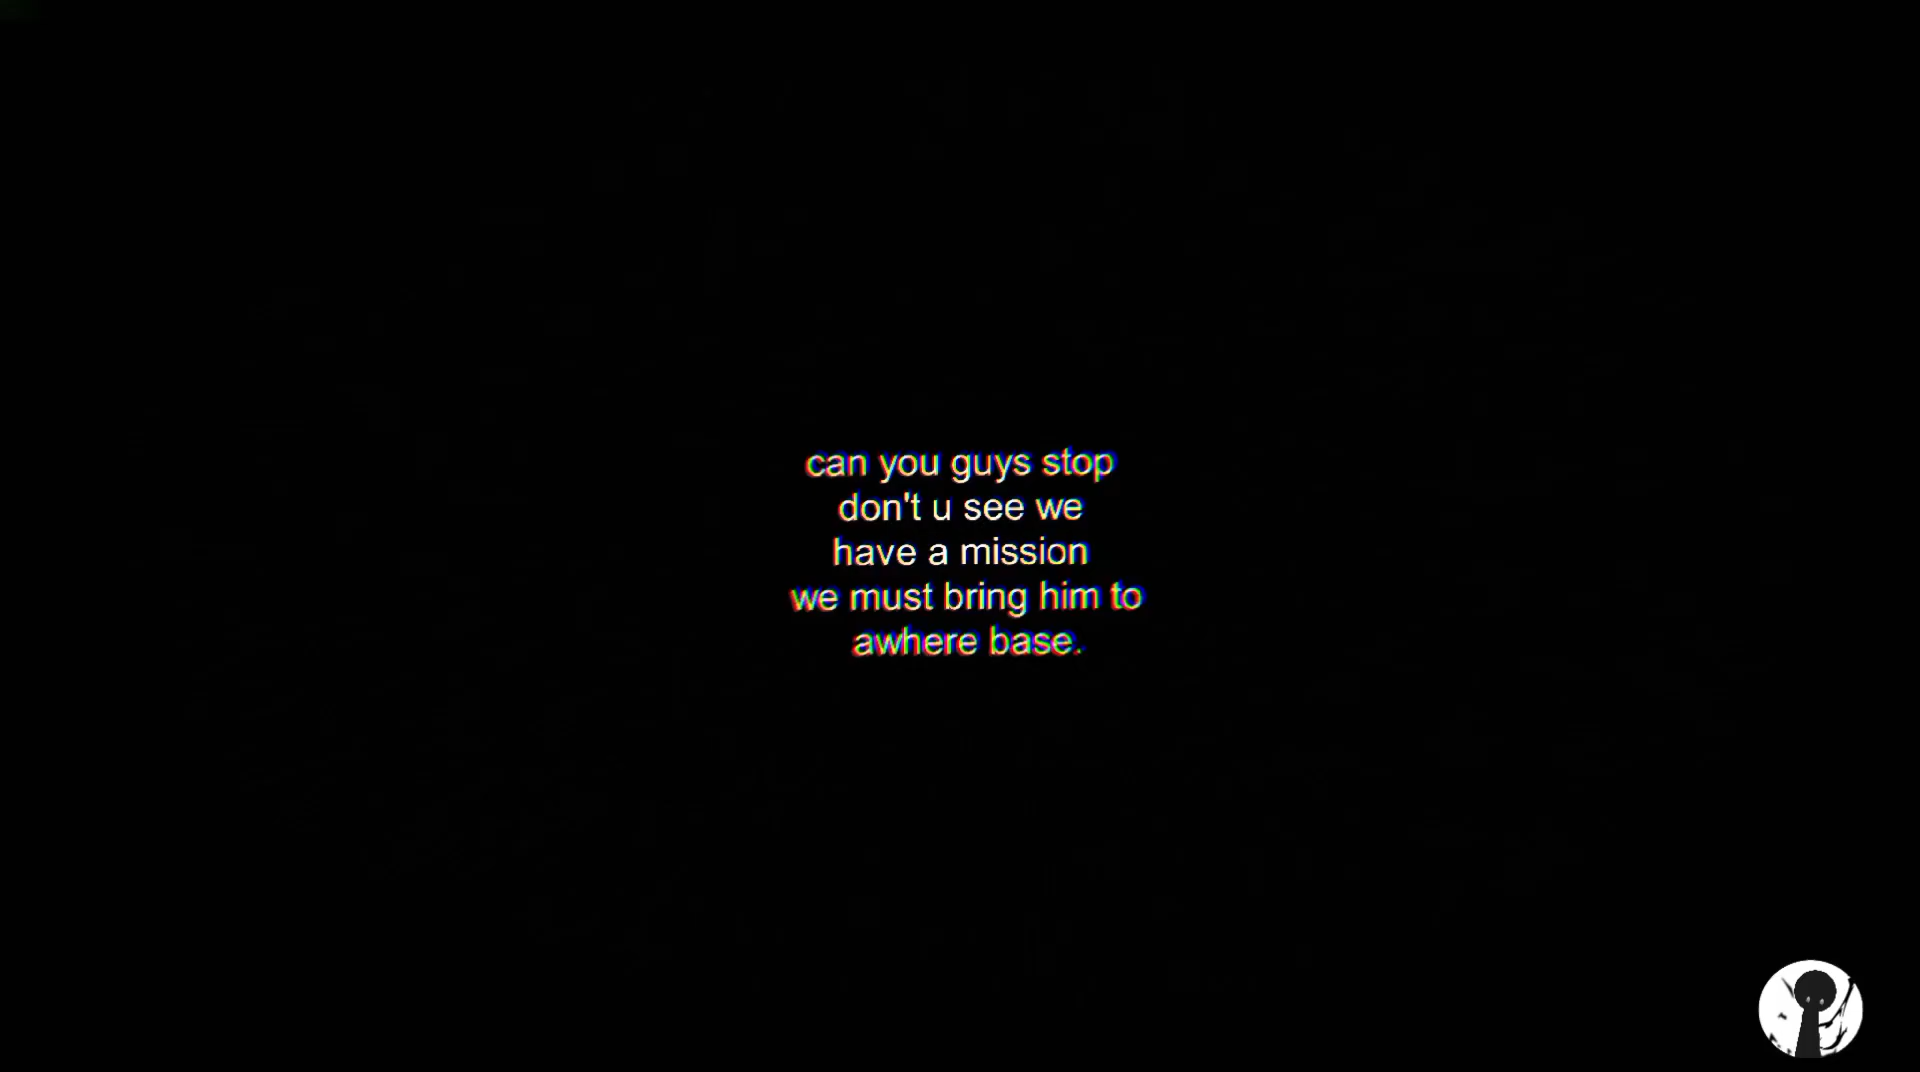 can you guys stop
don't u see we
have a mission
we must bring him to
awhere base.